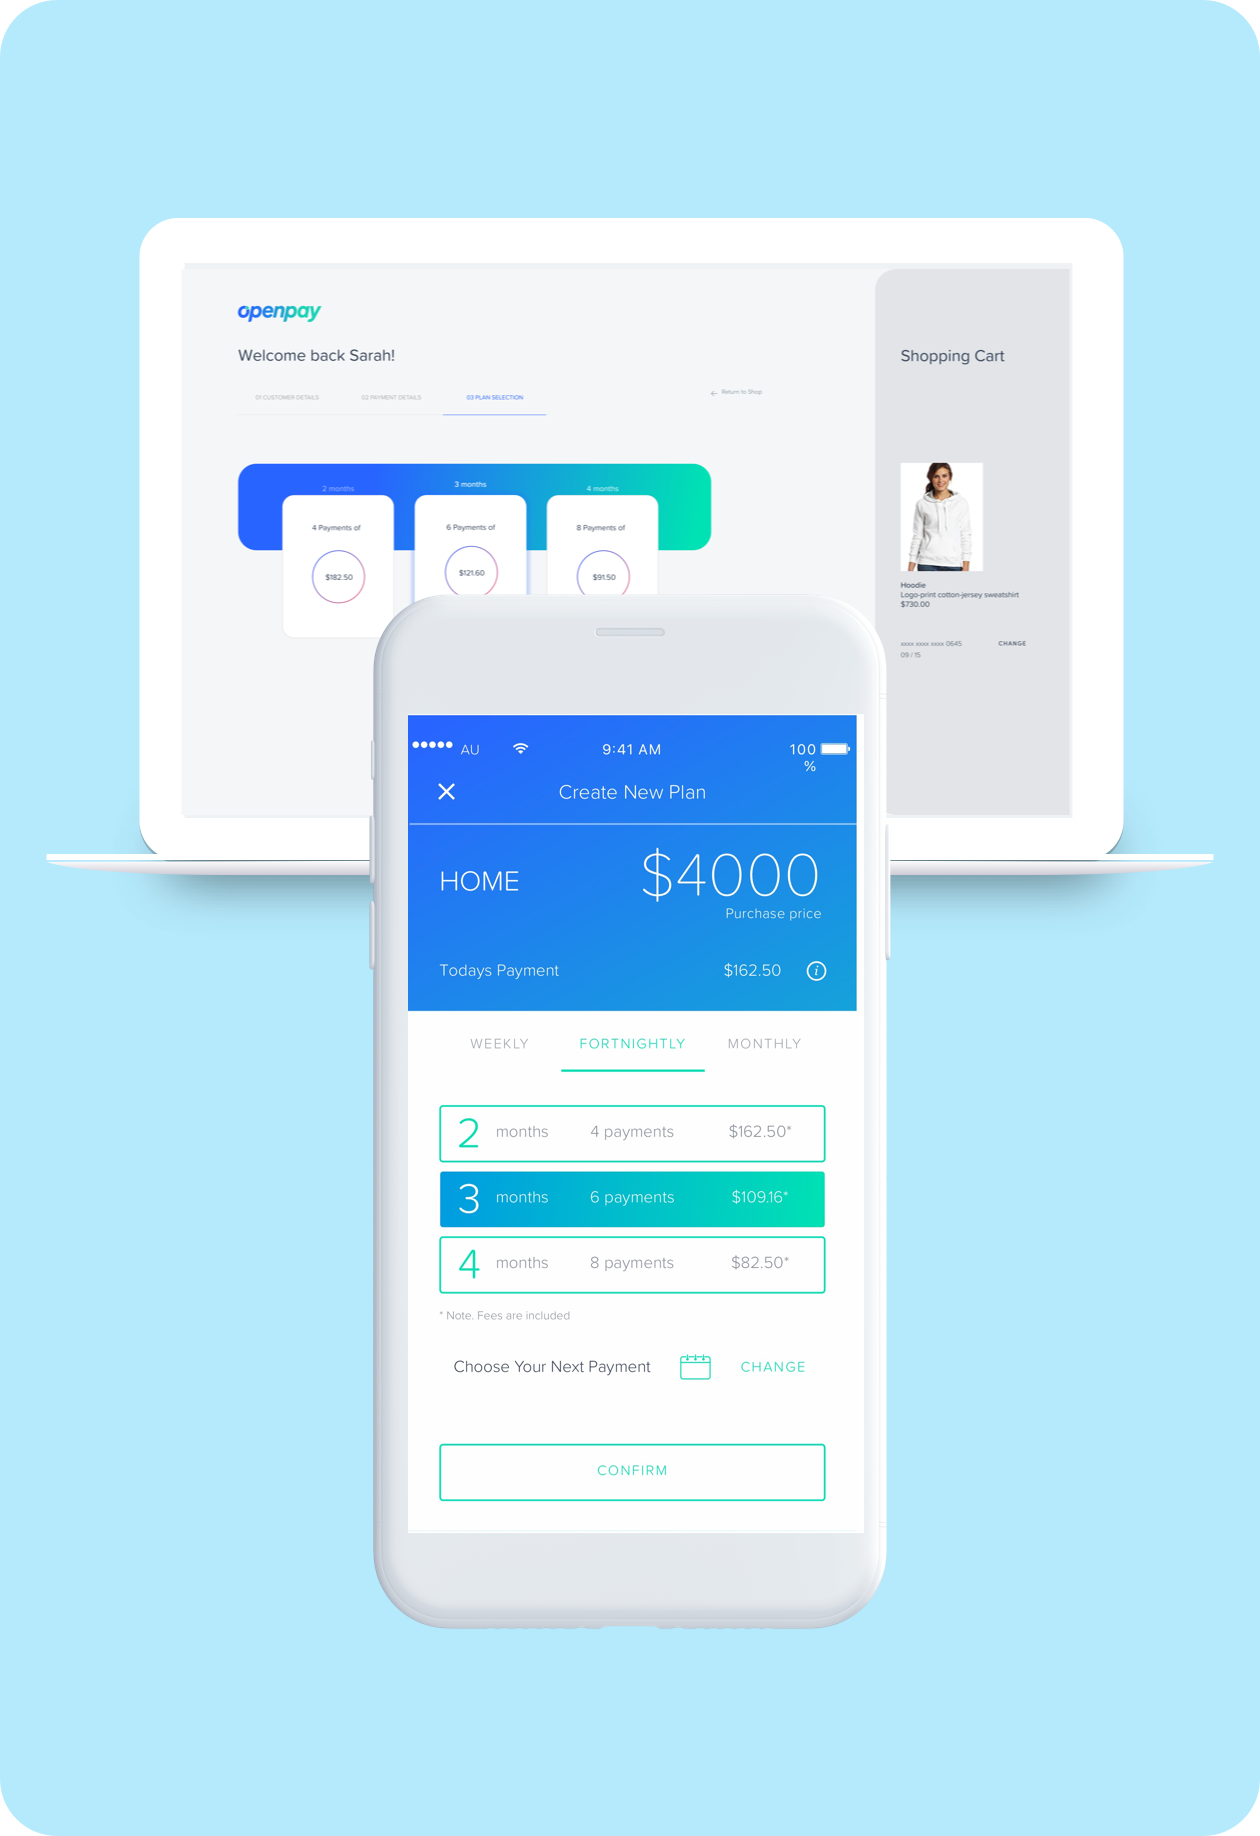 openpay
Welcome back Sarah!
01 CUSTOMER DETAILS 02 PAYMENT DETAILS 03 PLAN SELECTION
← Return to Shop
2 months 3 months 4 months
4 Payments of 6 Payments of 8 Payments of
$182.50 $121.60 $91.50
Shopping Cart
Hoodie
Logo-print cotton-jersey sweatshirt
$730.00
xxxx xxxx xxxx 0645 CHANGE
09 / 15
AU 9:41 AM 100
%
Create New Plan
HOME $4000
Purchase price
Todays Payment $162.50 i
WEEKLY FORTNIGHTLY MONTHLY
2 months 4 payments $162.50*
3 months 6 payments $109.16*
4 months 8 payments $82.50*
* Note. Fees are included
Choose Your Next Payment CHANGE
CONFIRM